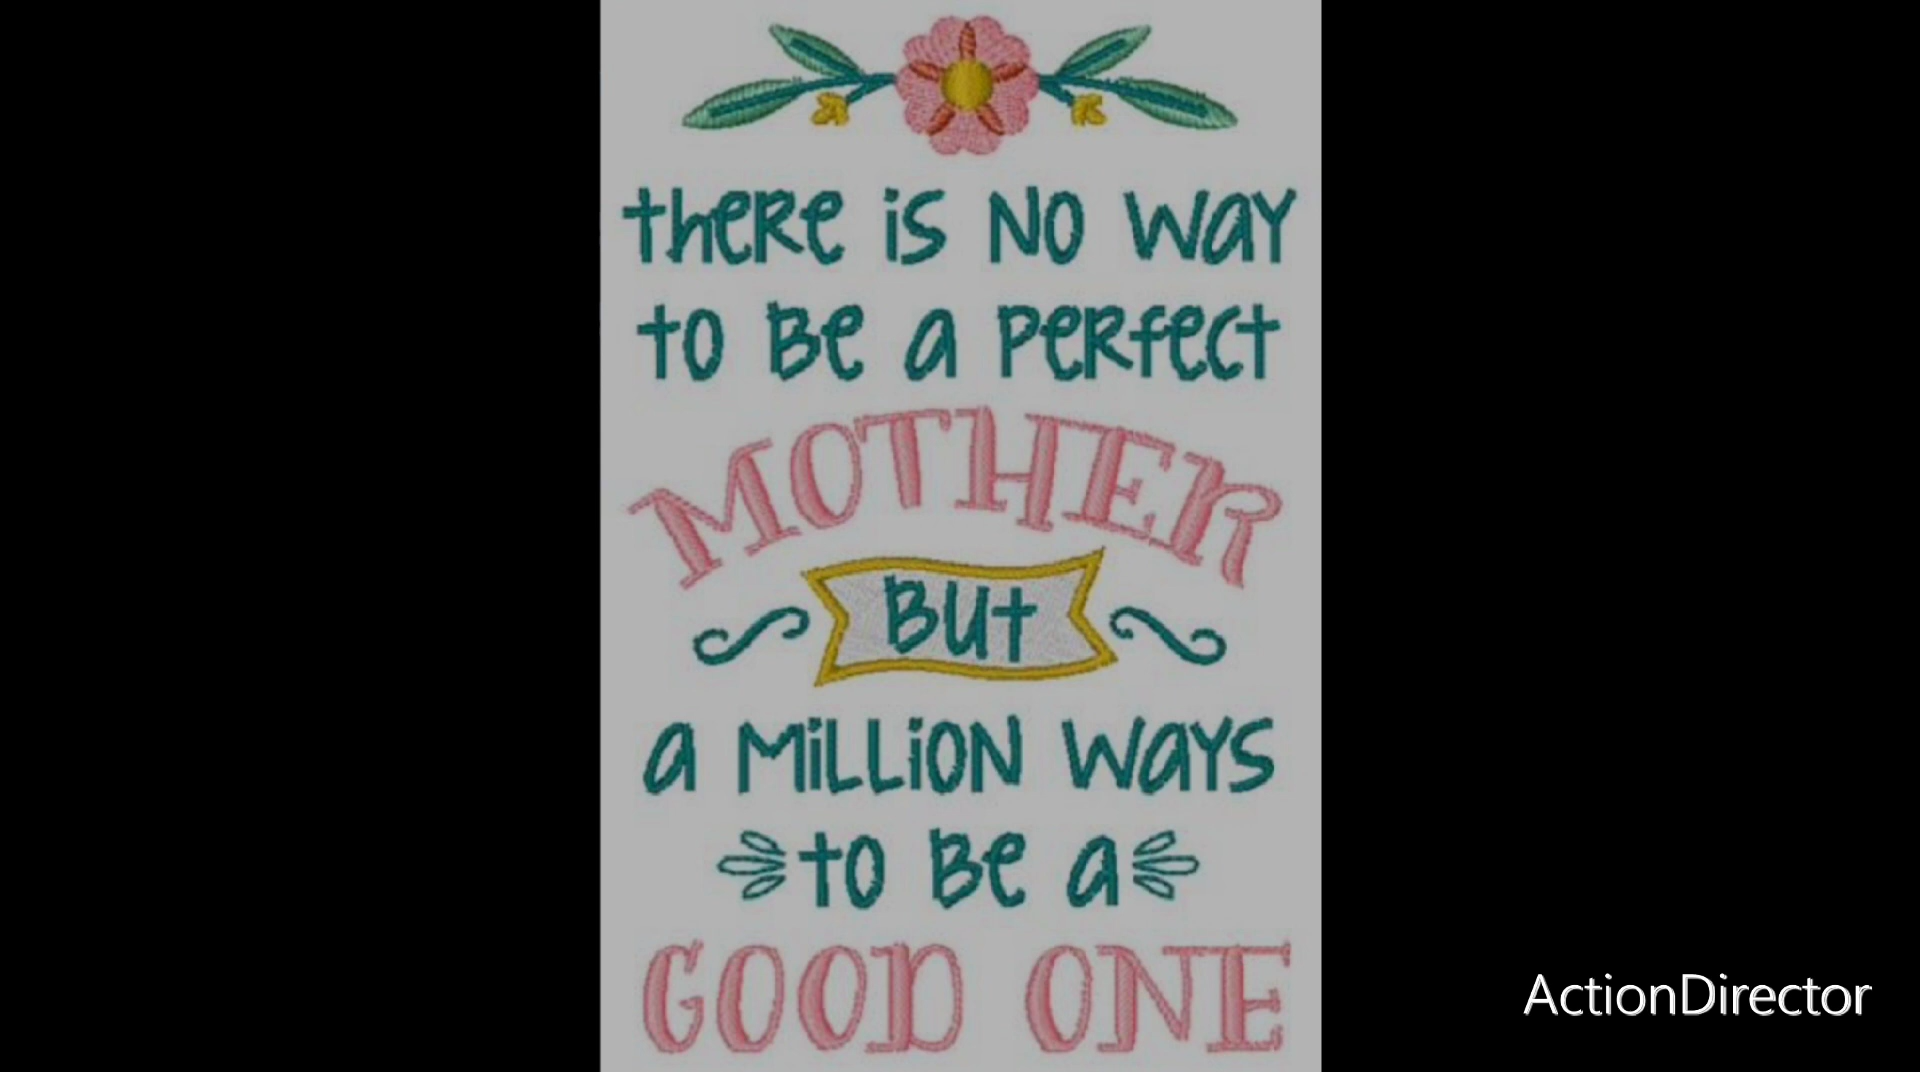 there is no way
to be a perfect
MOTHER
but
a million ways
to be a
GOOD ONE
ActionDirector